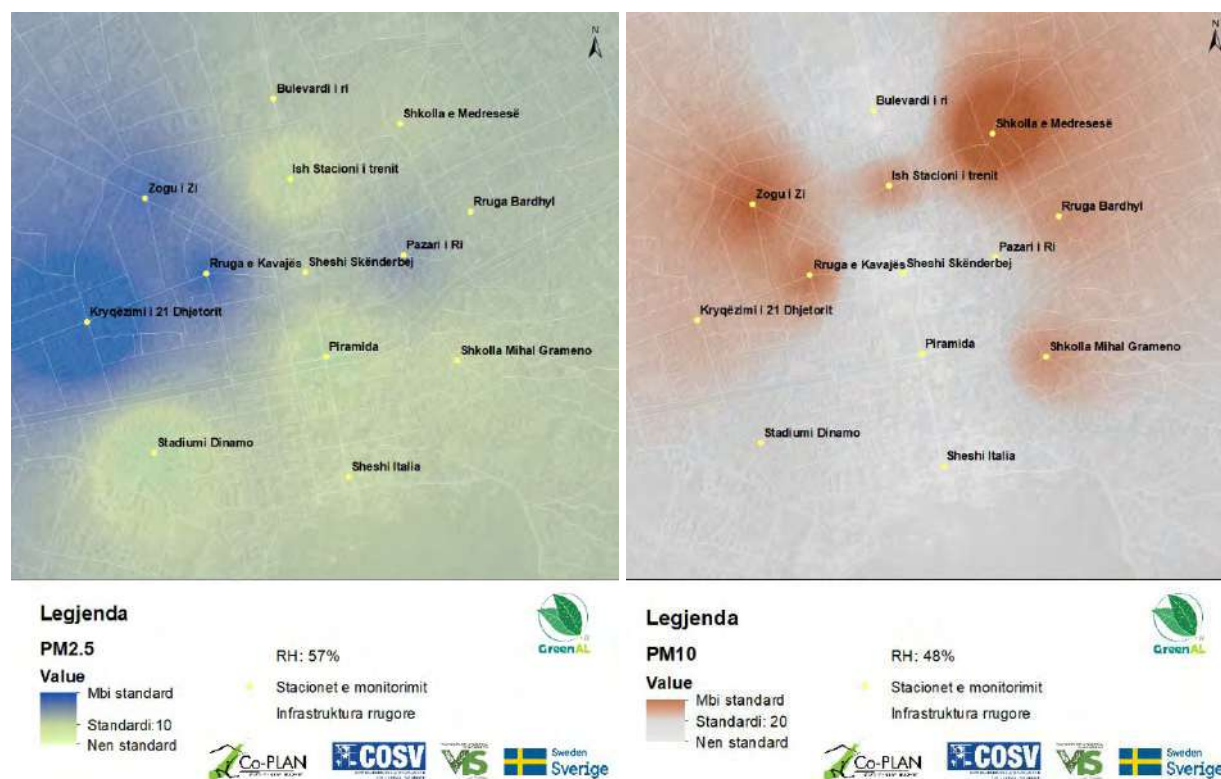 N
Bulevardi i ri
Shkolla e Medresesë
Ish Stacioni i trenit
Zogu i Zi
Rruga Bardhyl
Pazari i Ri
Rruga e Kavajës
Sheshi Skënderbej
Kryqëzimi i 21 Dhjetorit
Piramida
Shkolla Mihal Grameno
Stadiumi Dinamo
Sheshi Italia
Legjenda
PM2.5
Value
Mbi standard
Standardi: 10
Nen standard
RH: 57%
Stacionet e monitorimit
Infrastruktura rrugore
GreenAL
Co-PLAN
COSV
VIS
Sweden
Sverige
N
Bulevardi i ri
Shkolla e Medresesë
Ish Stacioni i trenit
Zogu i Zi
Rruga Bardhyl
Pazari i Ri
Rruga e Kavajës
Sheshi Skënderbej
Kryqëzimi i 21 Dhjetorit
Piramida
Shkolla Mihal Grameno
Stadiumi Dinamo
Sheshi Italia
Legjenda
PM10
Value
Mbi standard
Standardi: 20
Nen standard
RH: 48%
Stacionet e monitorimit
Infrastruktura rrugore
GreenAL
Co-PLAN
COSV
VIS
Sweden
Sverige